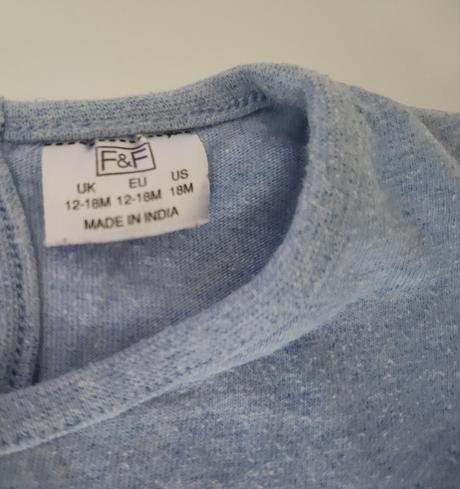 F&F
UK EU US
12-18M 12-18M 18M
MADE IN INDIA